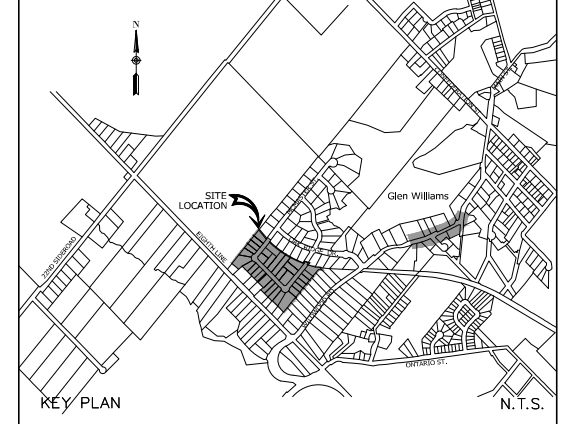 N
SITE
LOCATION
Glen Williams
EIGHTH LINE
22ND SIDEROAD
ONTARIO ST.
KEY PLAN
N.T.S.